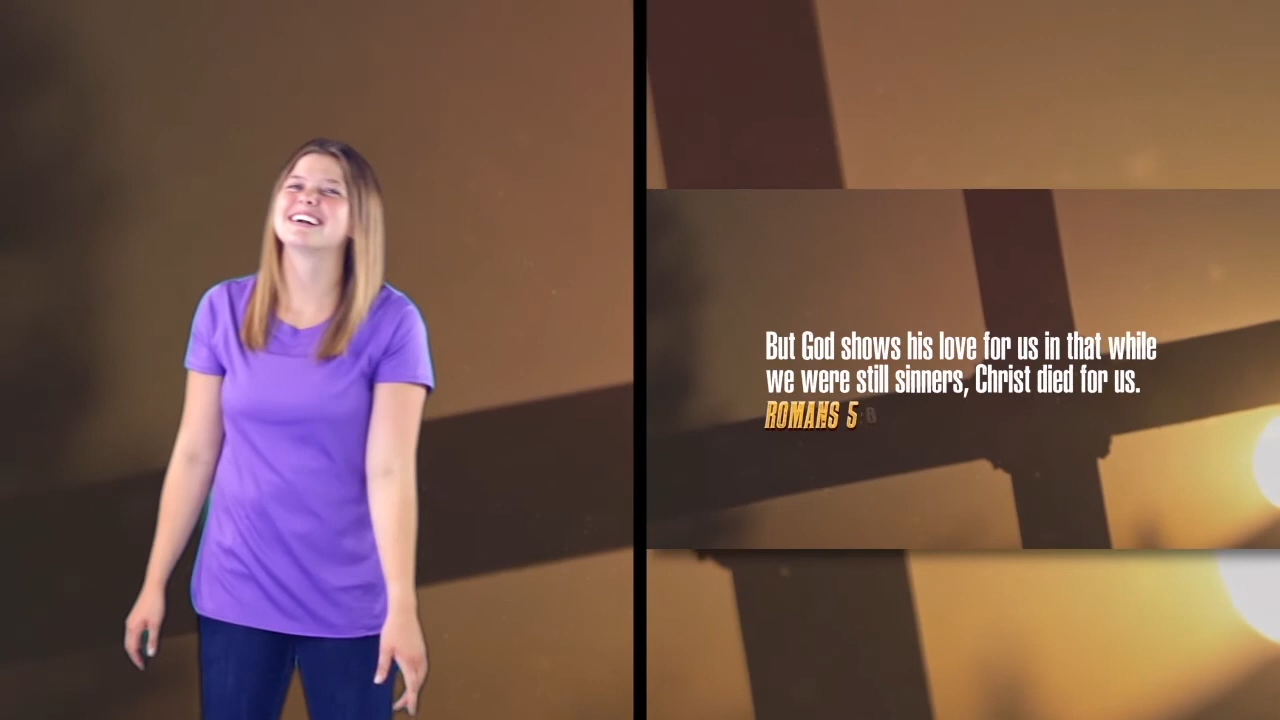 But God shows his love for us in that while
we were still sinners, Christ died for us.
ROMANS 5:8